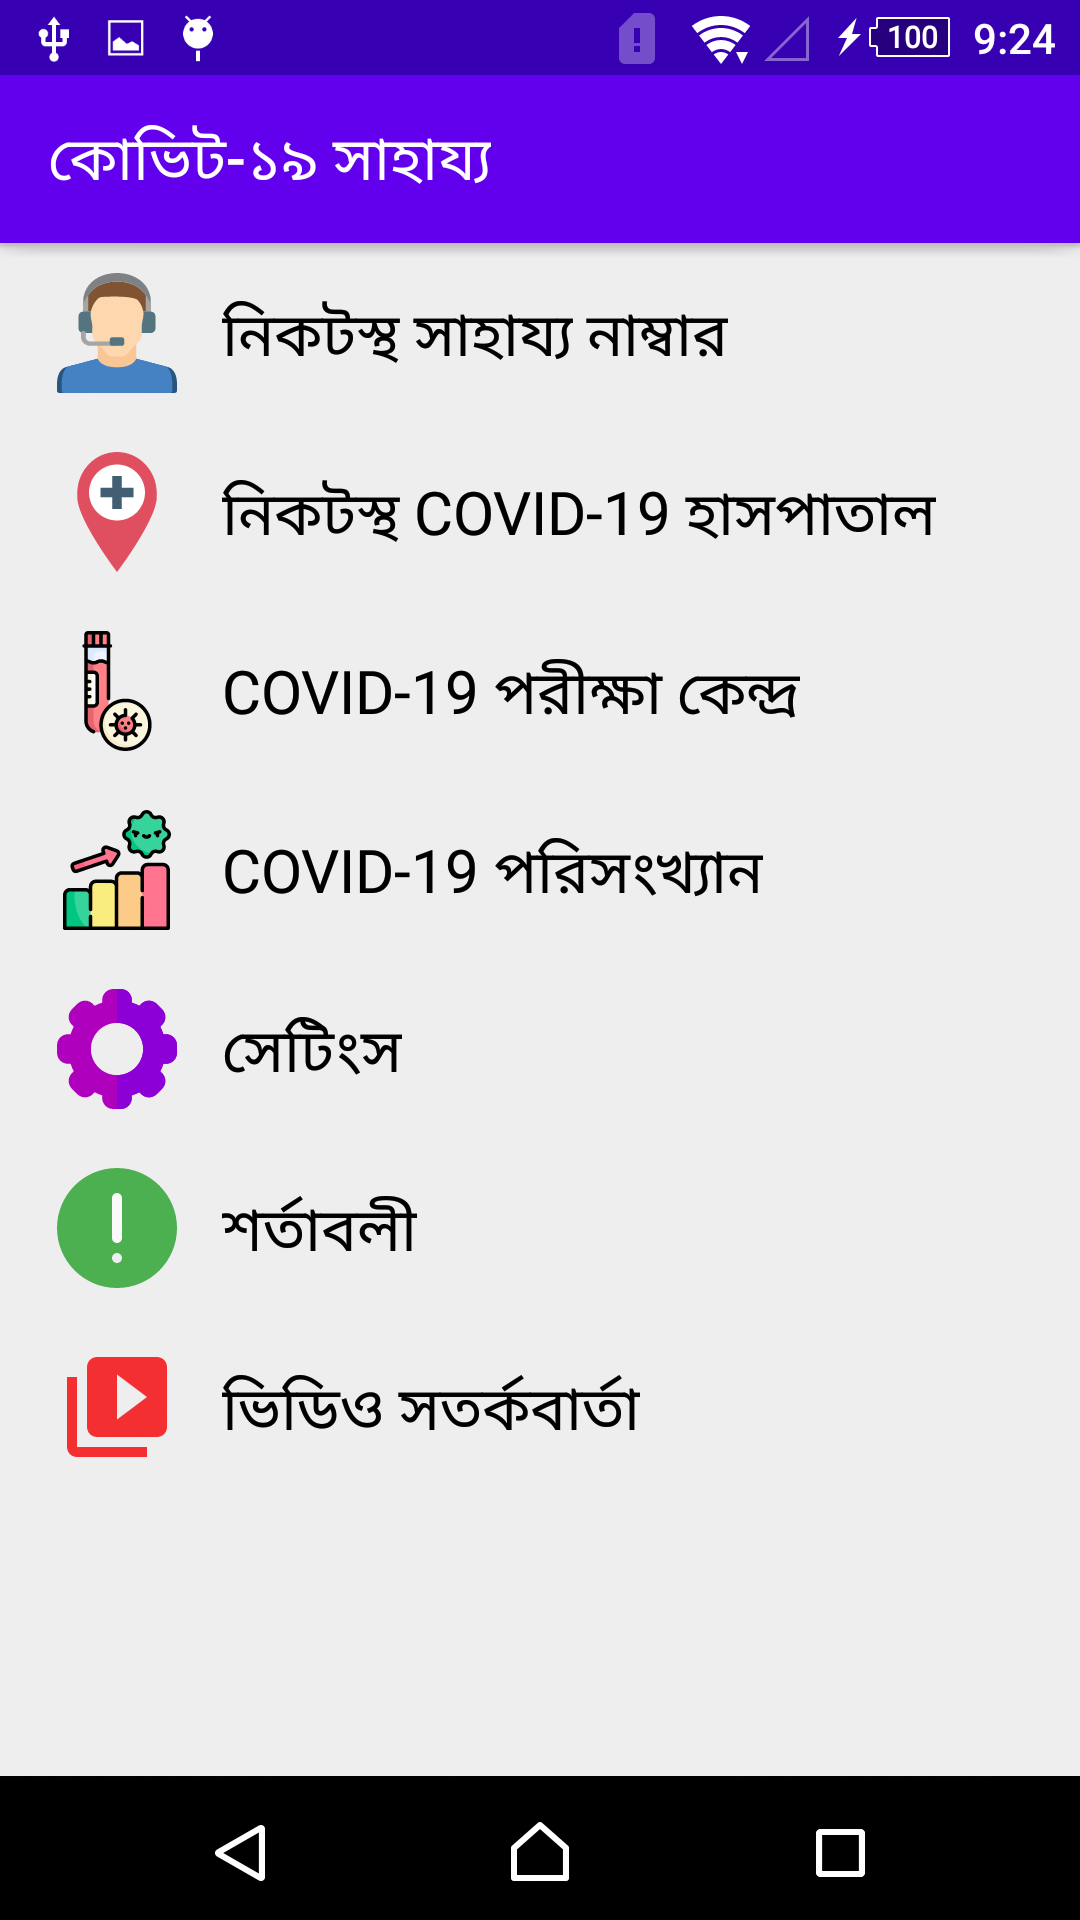 100 9:24
কোভিট-১৯ সাহায্য
নিকটস্থ সাহায্য নাম্বার
নিকটস্থ COVID-19 হাসপাতাল
COVID-19 পরীক্ষা কেন্দ্র
COVID-19 পরিসংখ্যান
সেটিংস
শর্তাবলী
ভিডিও সতর্কবার্তা